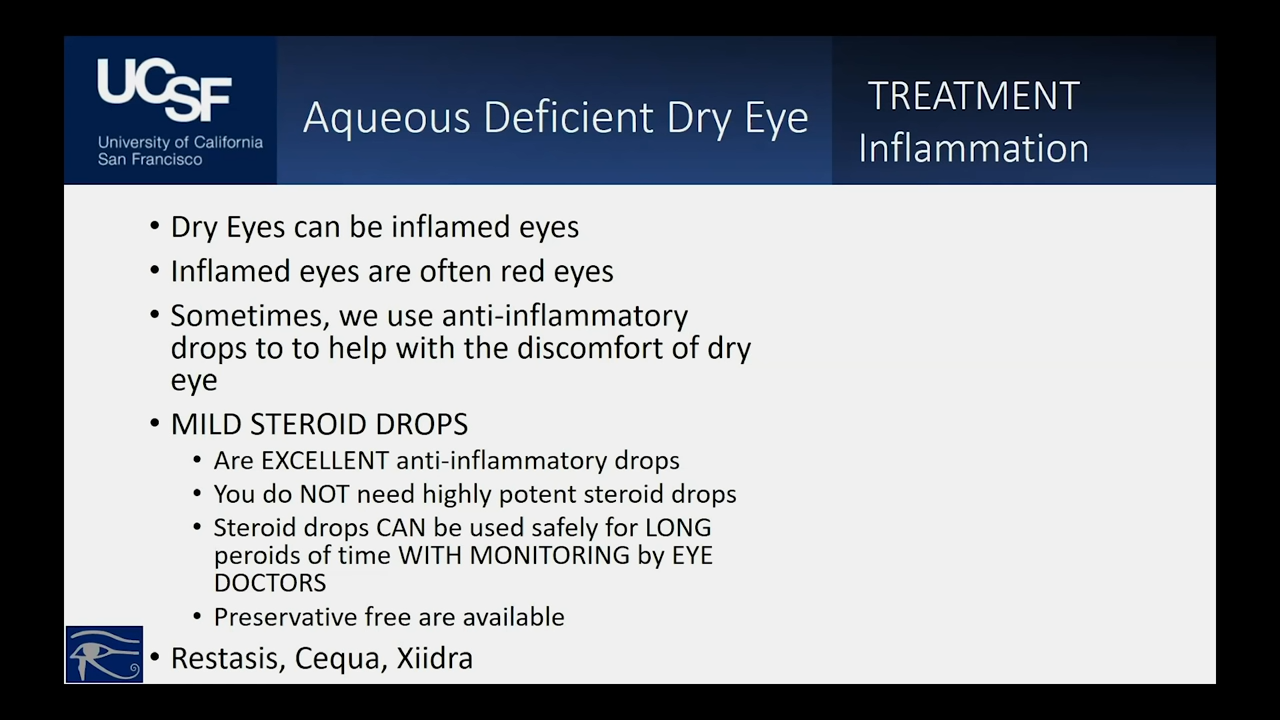 UCSF
University of California
San Francisco
Aqueous Deficient Dry Eye
TREATMENT
Inflammation
• Dry Eyes can be inflamed eyes
• Inflamed eyes are often red eyes
• Sometimes, we use anti-inflammatory
drops to to help with the discomfort of dry
eye
• MILD STEROID DROPS
• Are EXCELLENT anti-inflammatory drops
• You do NOT need highly potent steroid drops
• Steroid drops CAN be used safely for LONG
peroids of time WITH MONITORING by EYE
DOCTORS
• Preservative free are available
• Restasis, Cequa, Xiidra